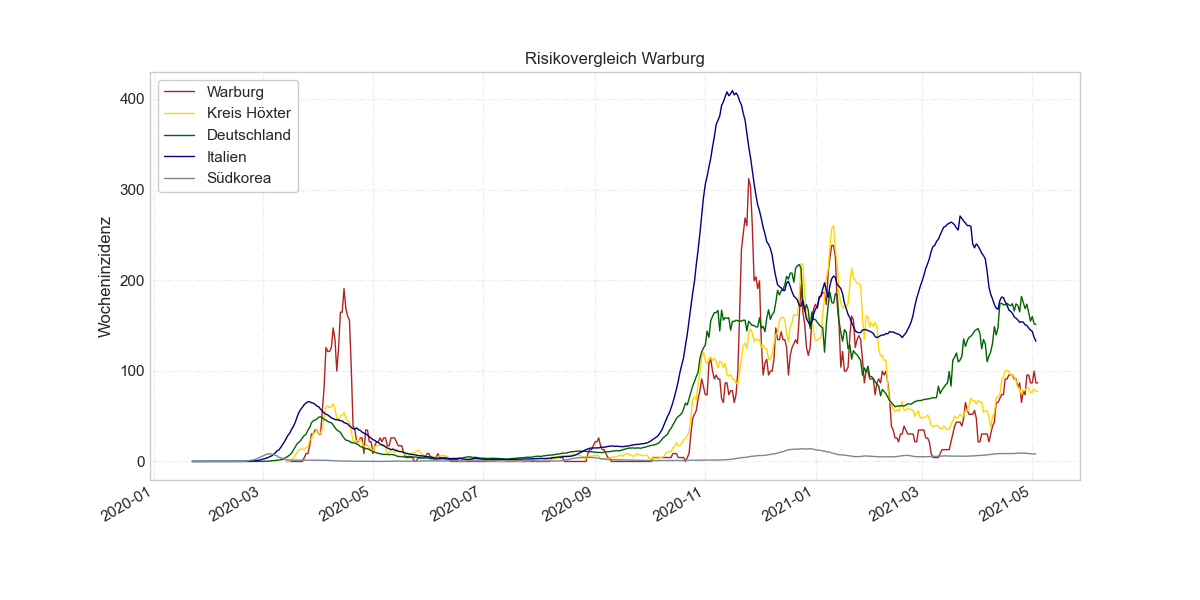 Risikovergleich Warburg
Warburg
Kreis Höxter
Deutschland
Italien
Südkorea
Wocheninzidenz
400
300
200
100
0
2020-01
2020-03
2020-05
2020-07
2020-09
2020-11
2021-01
2021-03
2021-05